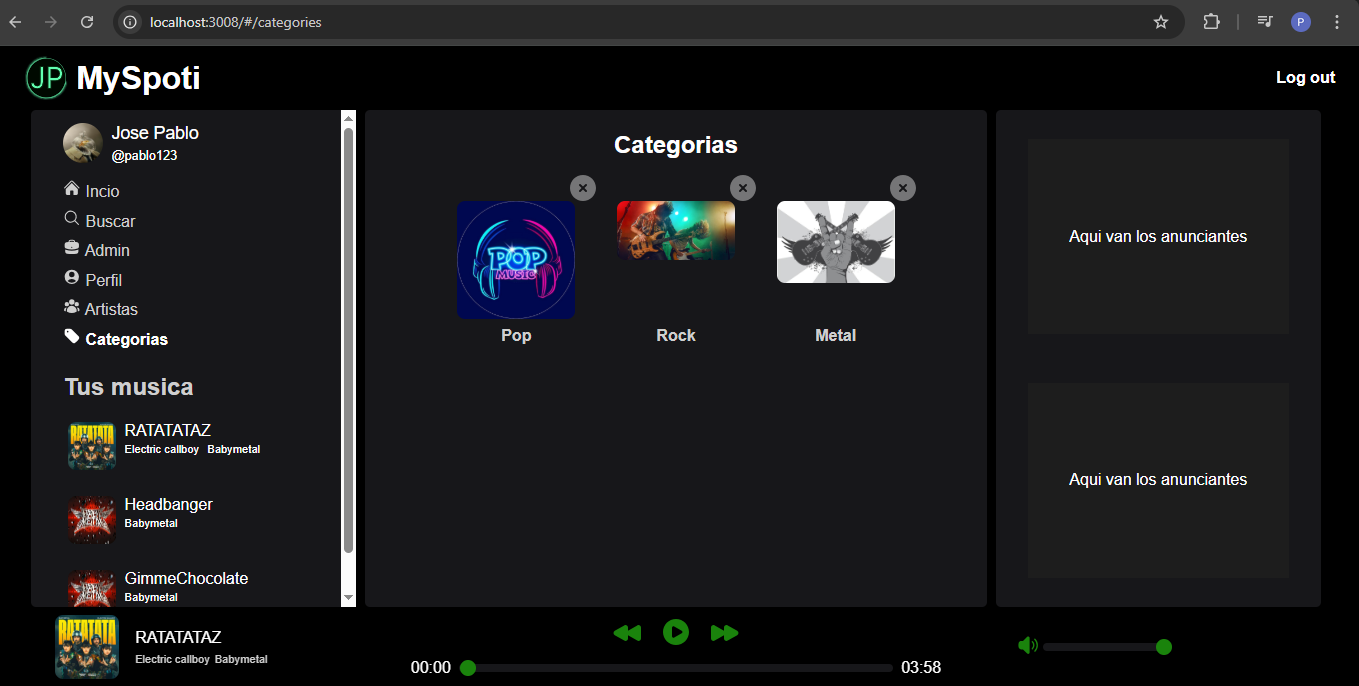 localhost:3008/#/categories
P
JP MySpoti
Log out
Jose Pablo
@pablo123
Incio
Buscar
Admin
Perfil
Artistas
Categorias
Tus musica
RATATATA
RATATATAZ
Electric callboy Babymetal
Headbanger
Babymetal
GimmeChocolate
Babymetal
Categorias
POP
MUSIC
Pop
Rock
Metal
Aqui van los anunciantes
Aqui van los anunciantes
RATATATA
RATATATAZ
Electric callboy Babymetal
00:00
03:58